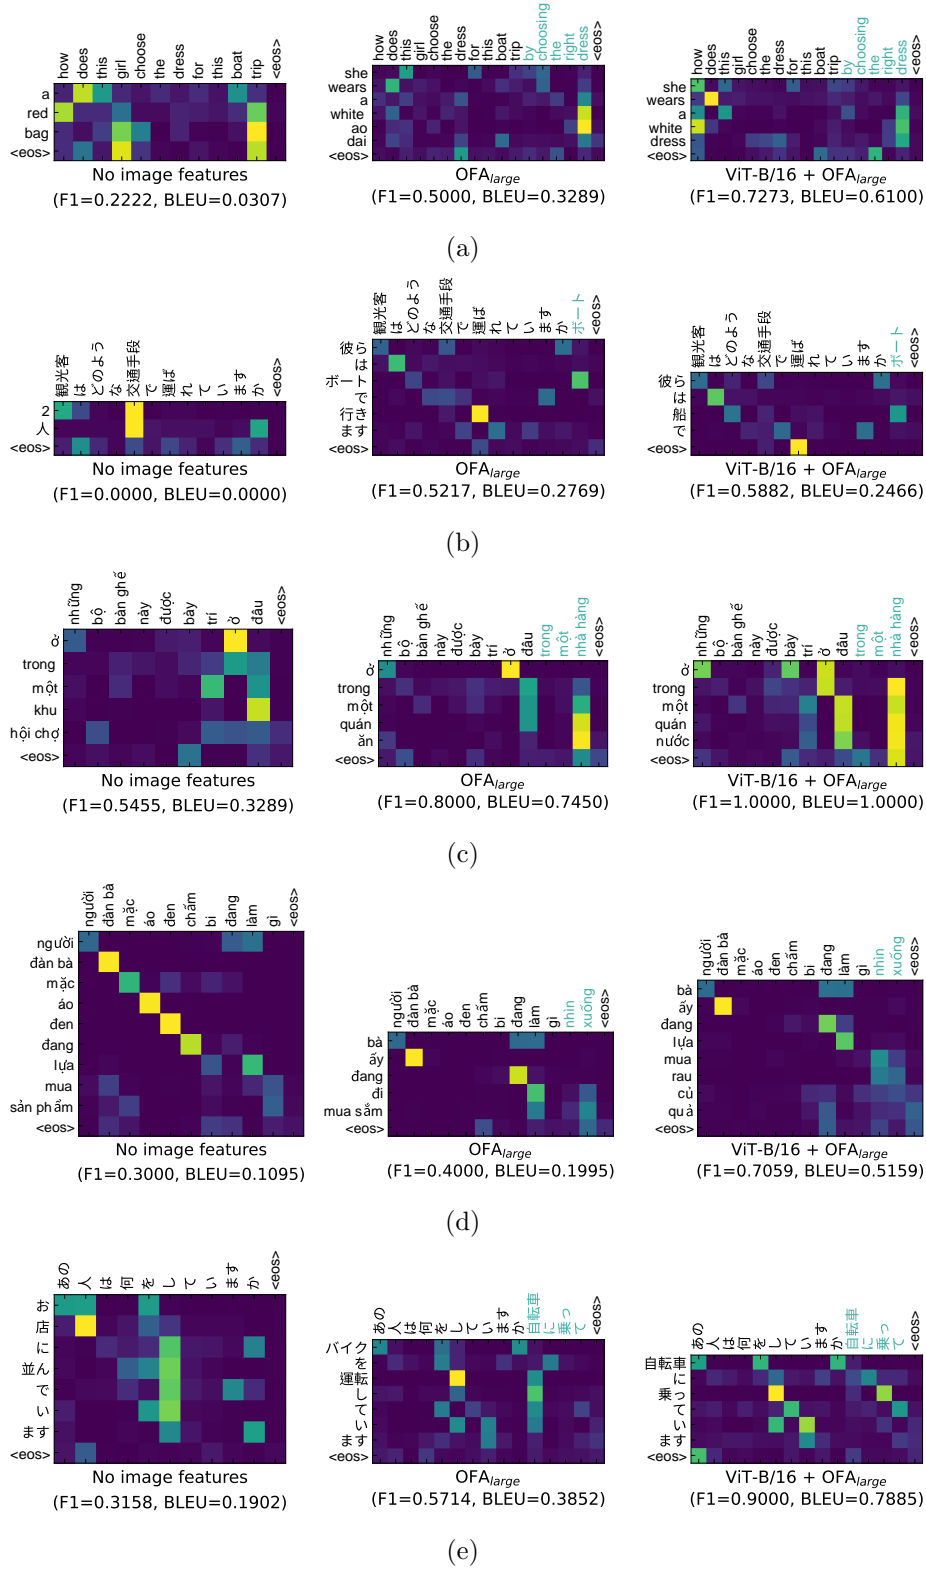 how does this girl choose the dress for this boat trip <eos>
a
red
bag
<eos>
No image features
(F1=0.2222, BLEU=0.0307)
how does this girl choose the dress for this boat trip by choosing the right dress <eos>
she
wears
a
white
ao
dai
<eos>
OFA large
(F1=0.5000, BLEU=0.3289)
how does this girl choose the dress for this boat trip by choosing the right dress <eos>
she
wears
a
white
dress
<eos>
ViT-B/16 + OFA large
(F1=0.7273, BLEU=0.6100)
(a)
観光客 は どのよう な 交通手段 で 運ば れ て い ます か <eos>
2
人
<eos>
No image features
(F1=0.0000, BLEU=0.0000)
観光客 は どのよう な 交通手段 で 運ば れ て い ます か ボート <eos>
彼ら
は
ボート
で
行き
ます
<eos>
OFA large
(F1=0.5217, BLEU=0.2769)
観光客 は どのよう な 交通手段 で 運ば れ て い ます か ボート <eos>
彼ら
は
船
で
<eos>
ViT-B/16 + OFA large
(F1=0.5882, BLEU=0.2466)
(b)
những bộ bàn ghế này được bày trí ở đâu <eos>
ở
trong
một
khu
hội chợ
<eos>
No image features
(F1=0.5455, BLEU=0.3289)
những bộ bàn ghế này được bày trí ở đâu trong một nhà hàng <eos>
ở
trong
một
quán
ăn
<eos>
OFA large
(F1=0.8000, BLEU=0.7450)
những bộ bàn ghế này được bày trí ở đâu trong một nhà hàng <eos>
ở
trong
một
quán
nước
<eos>
ViT-B/16 + OFA large
(F1=1.0000, BLEU=1.0000)
(c)
người đàn bà mặc áo đen chấm bi đang làm gì <eos>
người
đàn bà
mặc
áo
đen
đang
lựa
mua
sản phẩm
<eos>
No image features
(F1=0.3000, BLEU=0.1095)
người đàn bà mặc áo đen chấm bi đang làm gì nhìn xuống <eos>
bà
ấy
đang
đi
mua sắm
<eos>
OFA large
(F1=0.4000, BLEU=0.1995)
người đàn bà mặc áo đen chấm bi đang làm gì nhìn xuống <eos>
bà
ấy
đang
lựa
mua
rau
củ
quả
<eos>
ViT-B/16 + OFA large
(F1=0.7059, BLEU=0.5159)
(d)
あの 人 は 何 を し て い ます か <eos>
お
店
に
並ん
で
い
ます
<eos>
No image features
(F1=0.3158, BLEU=0.1902)
あの 人 は 何 を し て い ます か 自転車 に 乗っ て <eos>
バイク
を
運転
し
て
い
ます
<eos>
OFA large
(F1=0.5714, BLEU=0.3852)
あの 人 は 何 を し て い ます か 自転車 に 乗っ て <eos>
自転車
に
乗っ
て
い
ます
<eos>
ViT-B/16 + OFA large
(F1=0.9000, BLEU=0.7885)
(e)